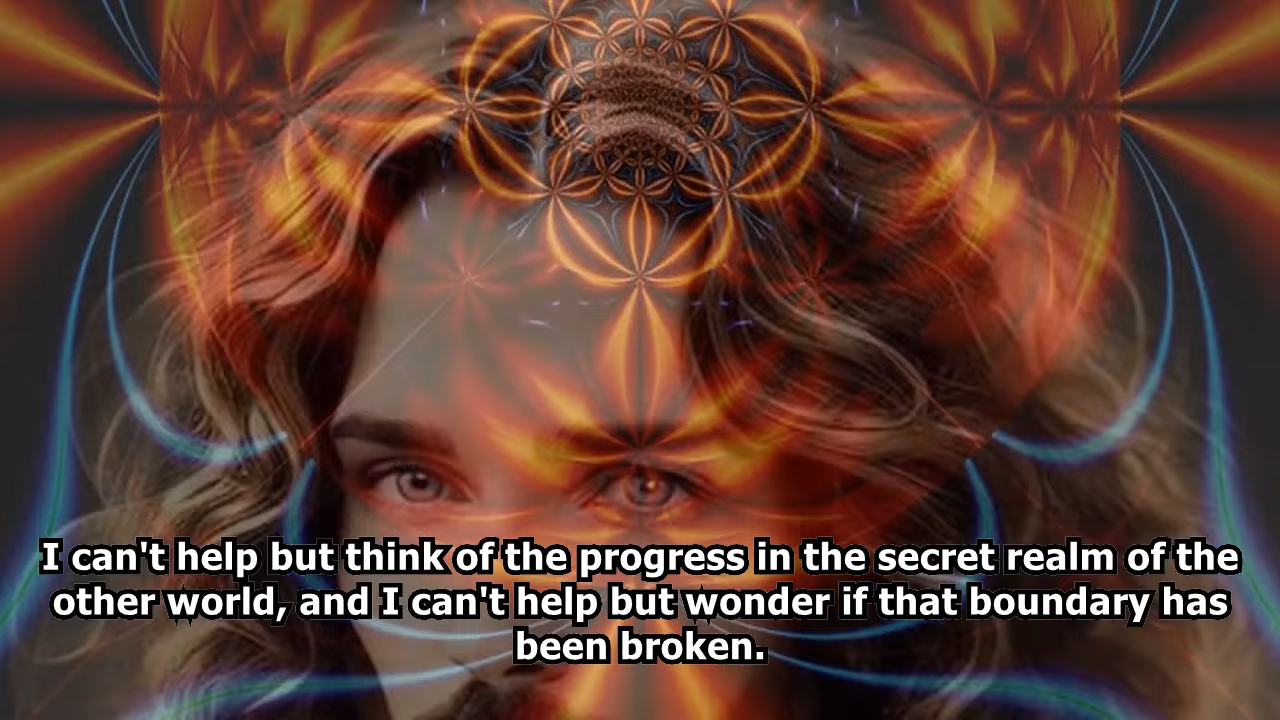 I can't help but think of the progress in the secret realm of the
other world, and I can't help but wonder if that boundary has
been broken.